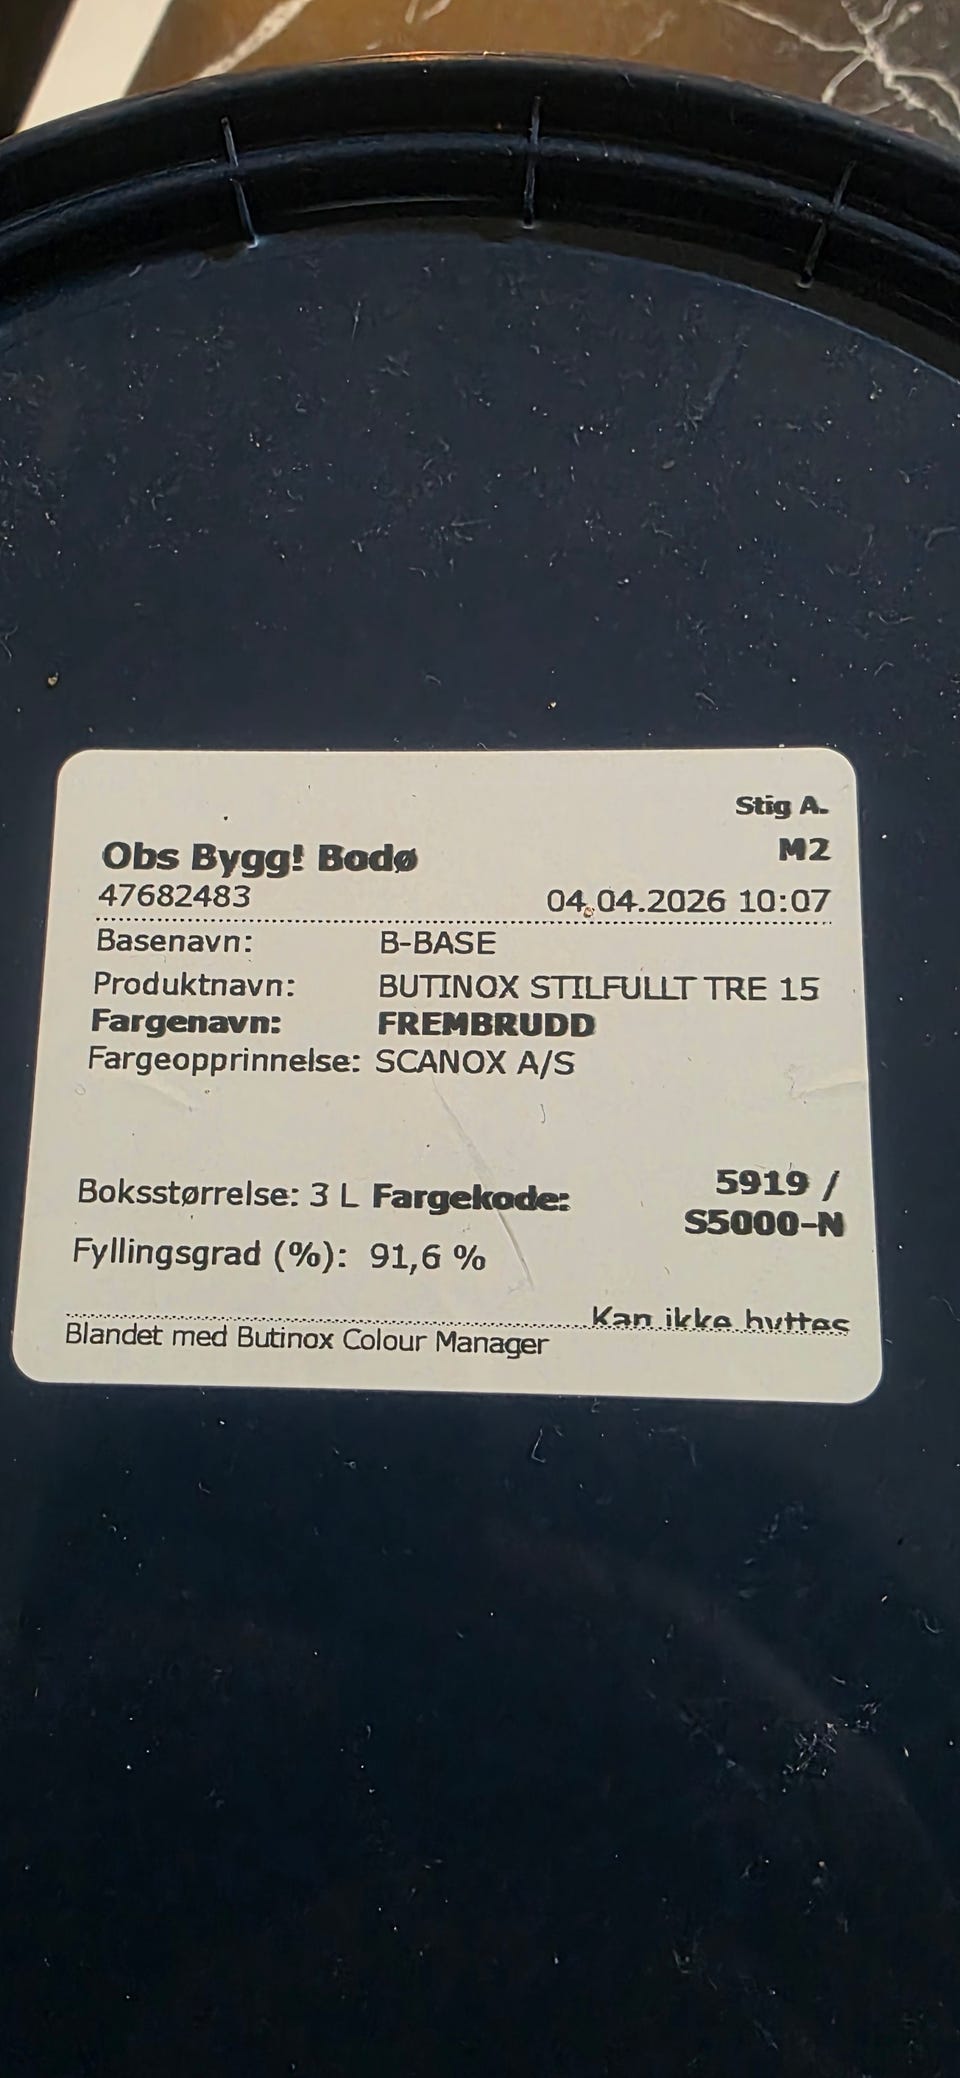 Stig A.
Obs Bygg! Bodø M2
47682483 04.04.2026 10:07
Basenavn: B-BASE
Produktnavn: BUTINOX STILFULLT TRE 15
Fargenavn: FREMBRUDD
Fargeopprinnelse: SCANOX A/S
Boksstørrelse: 3 L Fargekode: 5919 /
S5000-N
Fyllingsgrad (%): 91,6 %
Kan ikke byttes
Blandet med Butinox Colour Manager